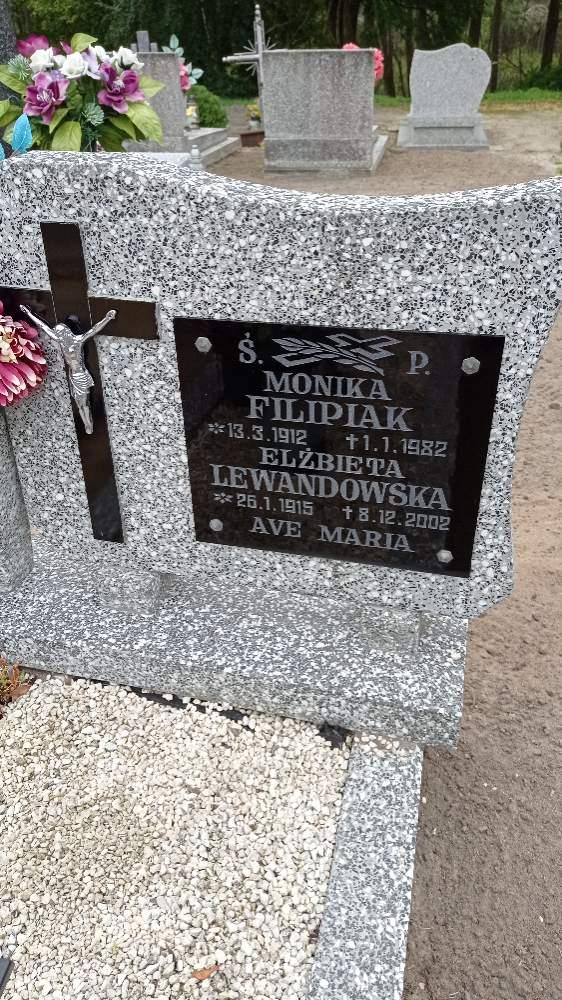 Ś. P.
MONIKA
FILIPIAK
*13.3.1912 †1.1.1982
ELŻBIETA
LEWANDOWSKA
*26.1.1915 †8.12.2002
AVE MARIA